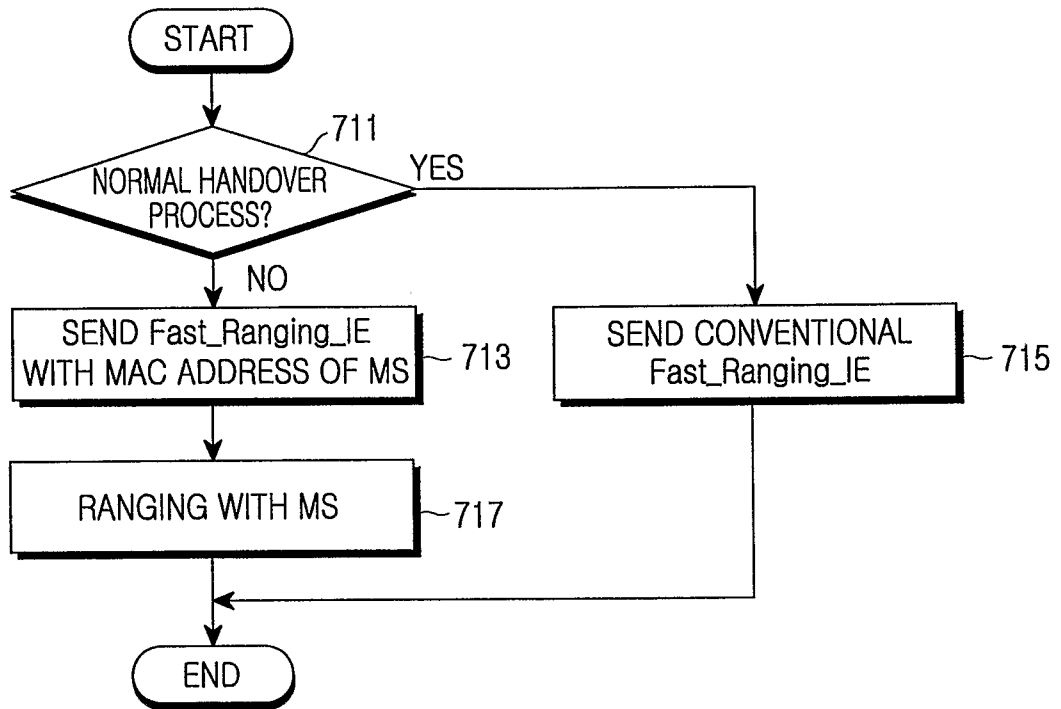 START
711
NORMAL HANDOVER
PROCESS?
YES
NO
SEND Fast_Ranging_IE
WITH MAC ADDRESS OF MS
713
SEND CONVENTIONAL
Fast_Ranging_IE
715
RANGING WITH MS
717
END